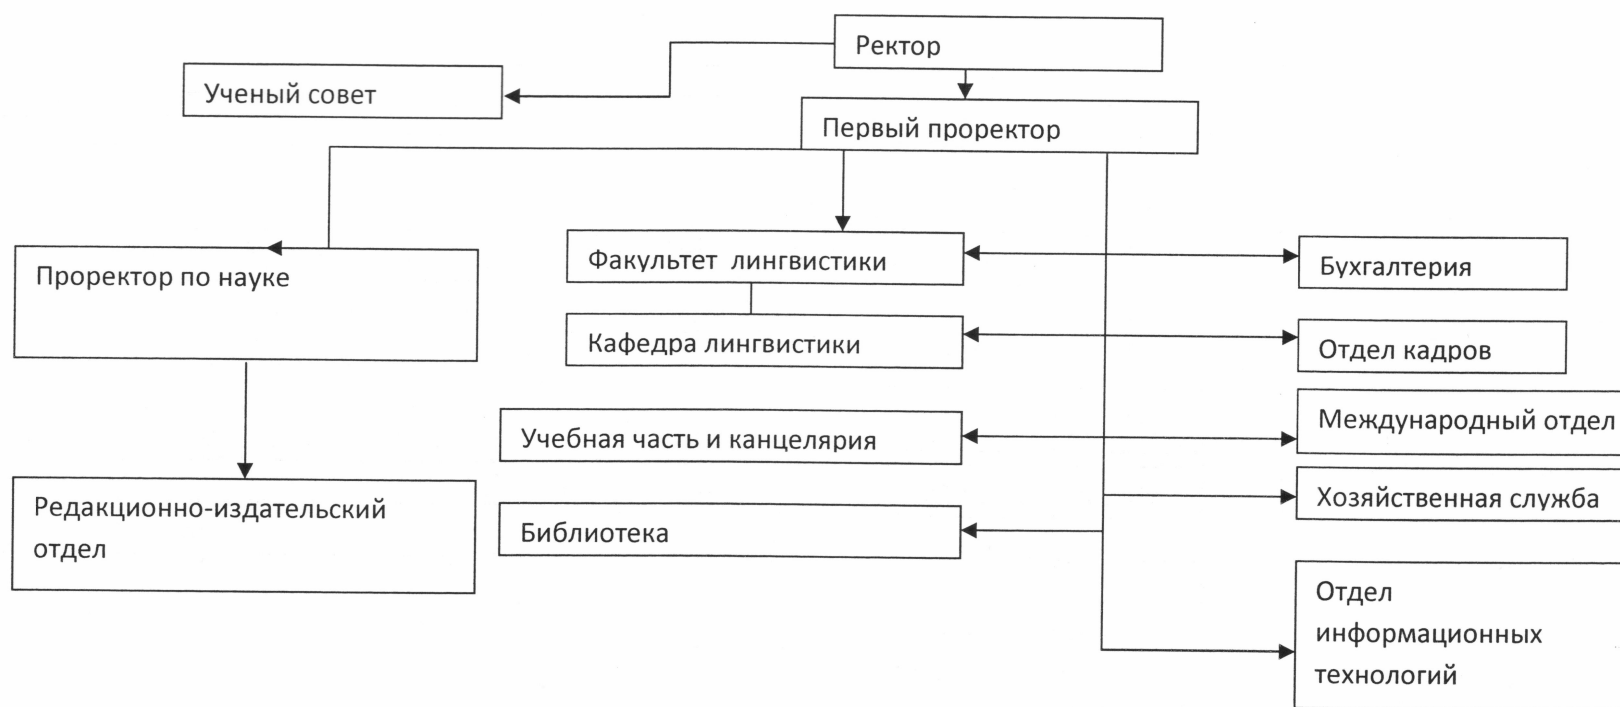 Ректор
Ученый совет
Первый проректор
Проректор по науке
Факультет лингвистики
Бухгалтерия
Кафедра лингвистики
Отдел кадров
Учебная часть и канцелярия
Международный отдел
Редакционно-издательский
отдел
Библиотека
Хозяйственная служба
Отдел
информационных
технологий